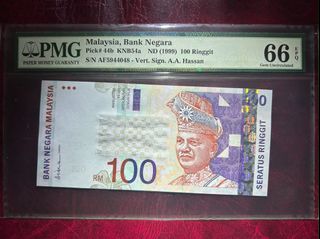 PMG
PAPER MONEY GUARANTY
Malaysia, Bank Negara
Pick# 44b KNB54a ND (1999) 100 Ringgit
S/N AF5944048 - Vert. Sign. A.A. Hassan
66 EPQ
Gem Uncirculated
BANK NEGARA MALAYSIA
RM 100
100
SERATUS RINGGIT